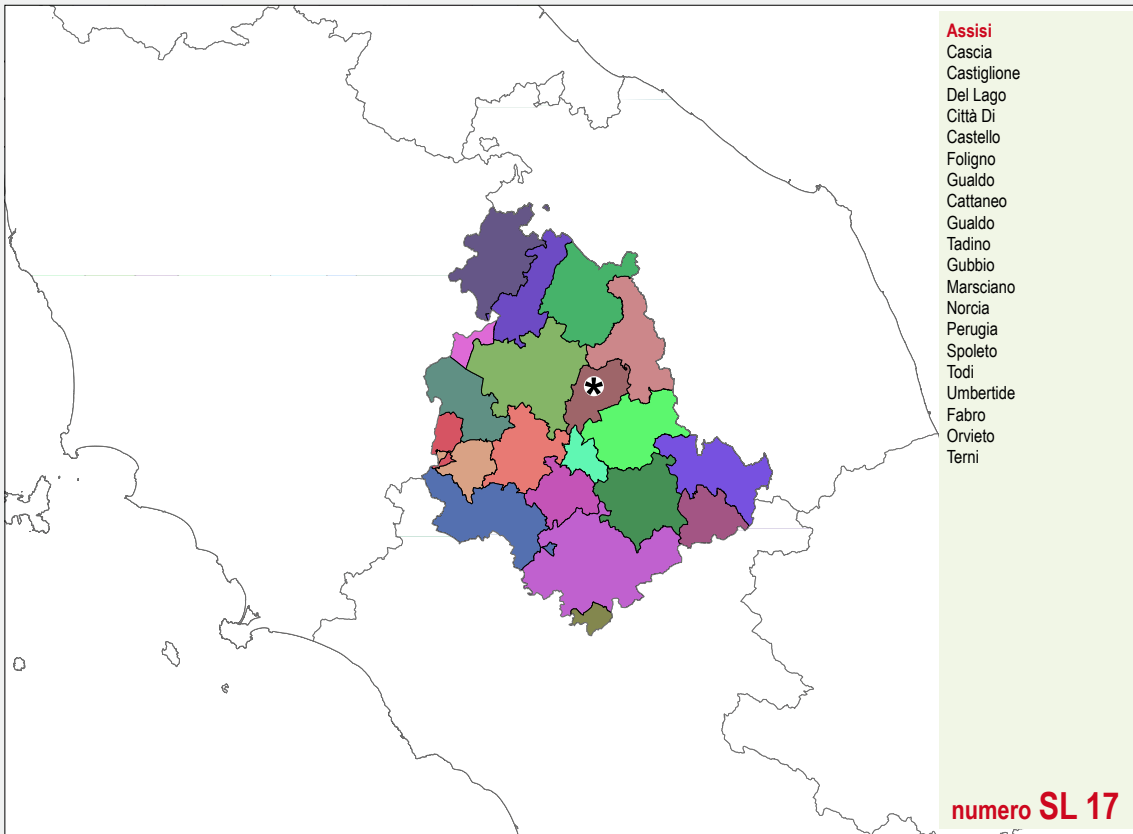 Assisi
Cascia
Castiglione
Del Lago
Città Di
Castello
Foligno
Gualdo
Cattaneo
Gualdo
Tadino
Gubbio
Marsciano
Norcia
Perugia
Spoleto
Todi
Umbertide
Fabro
Orvieto
Terni
numero SL 17